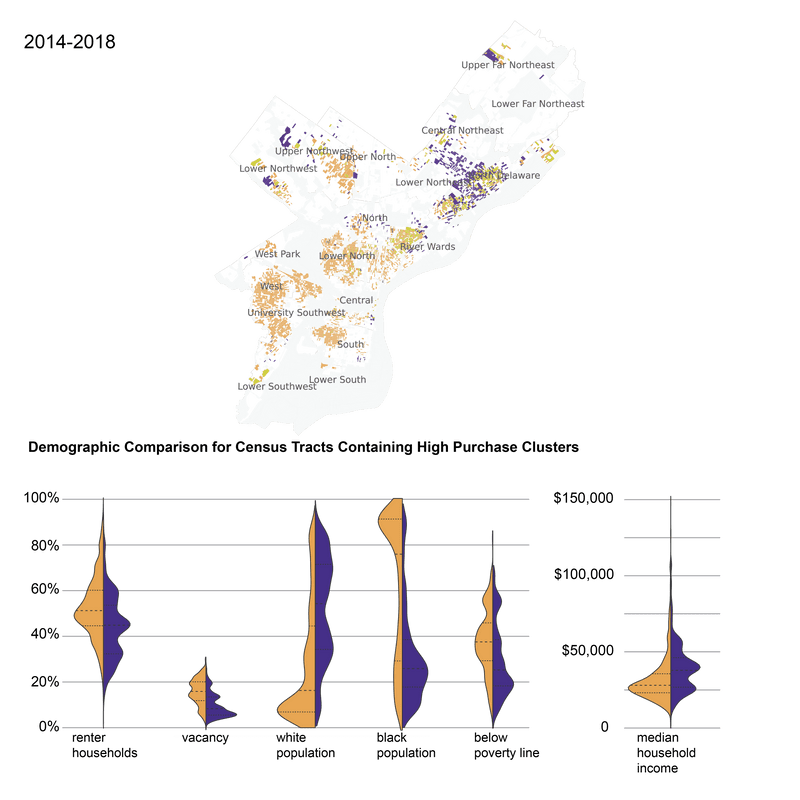 2014-2018
Upper Far Northeast
Lower Far Northeast
Central Northeast
Upper Northwest
Upper North
Lower Northwest
Lower Northeast
North Delaware
North
River Wards
West Park
Lower North
West
Central
University Southwest
South
Lower South
Lower Southwest
Demographic Comparison for Census Tracts Containing High Purchase Clusters
100%
80%
60%
40%
20%
0%
$150,000
$100,000
$50,000
0
renter
households
vacancy
white
population
black
population
below
poverty line
median
household
income